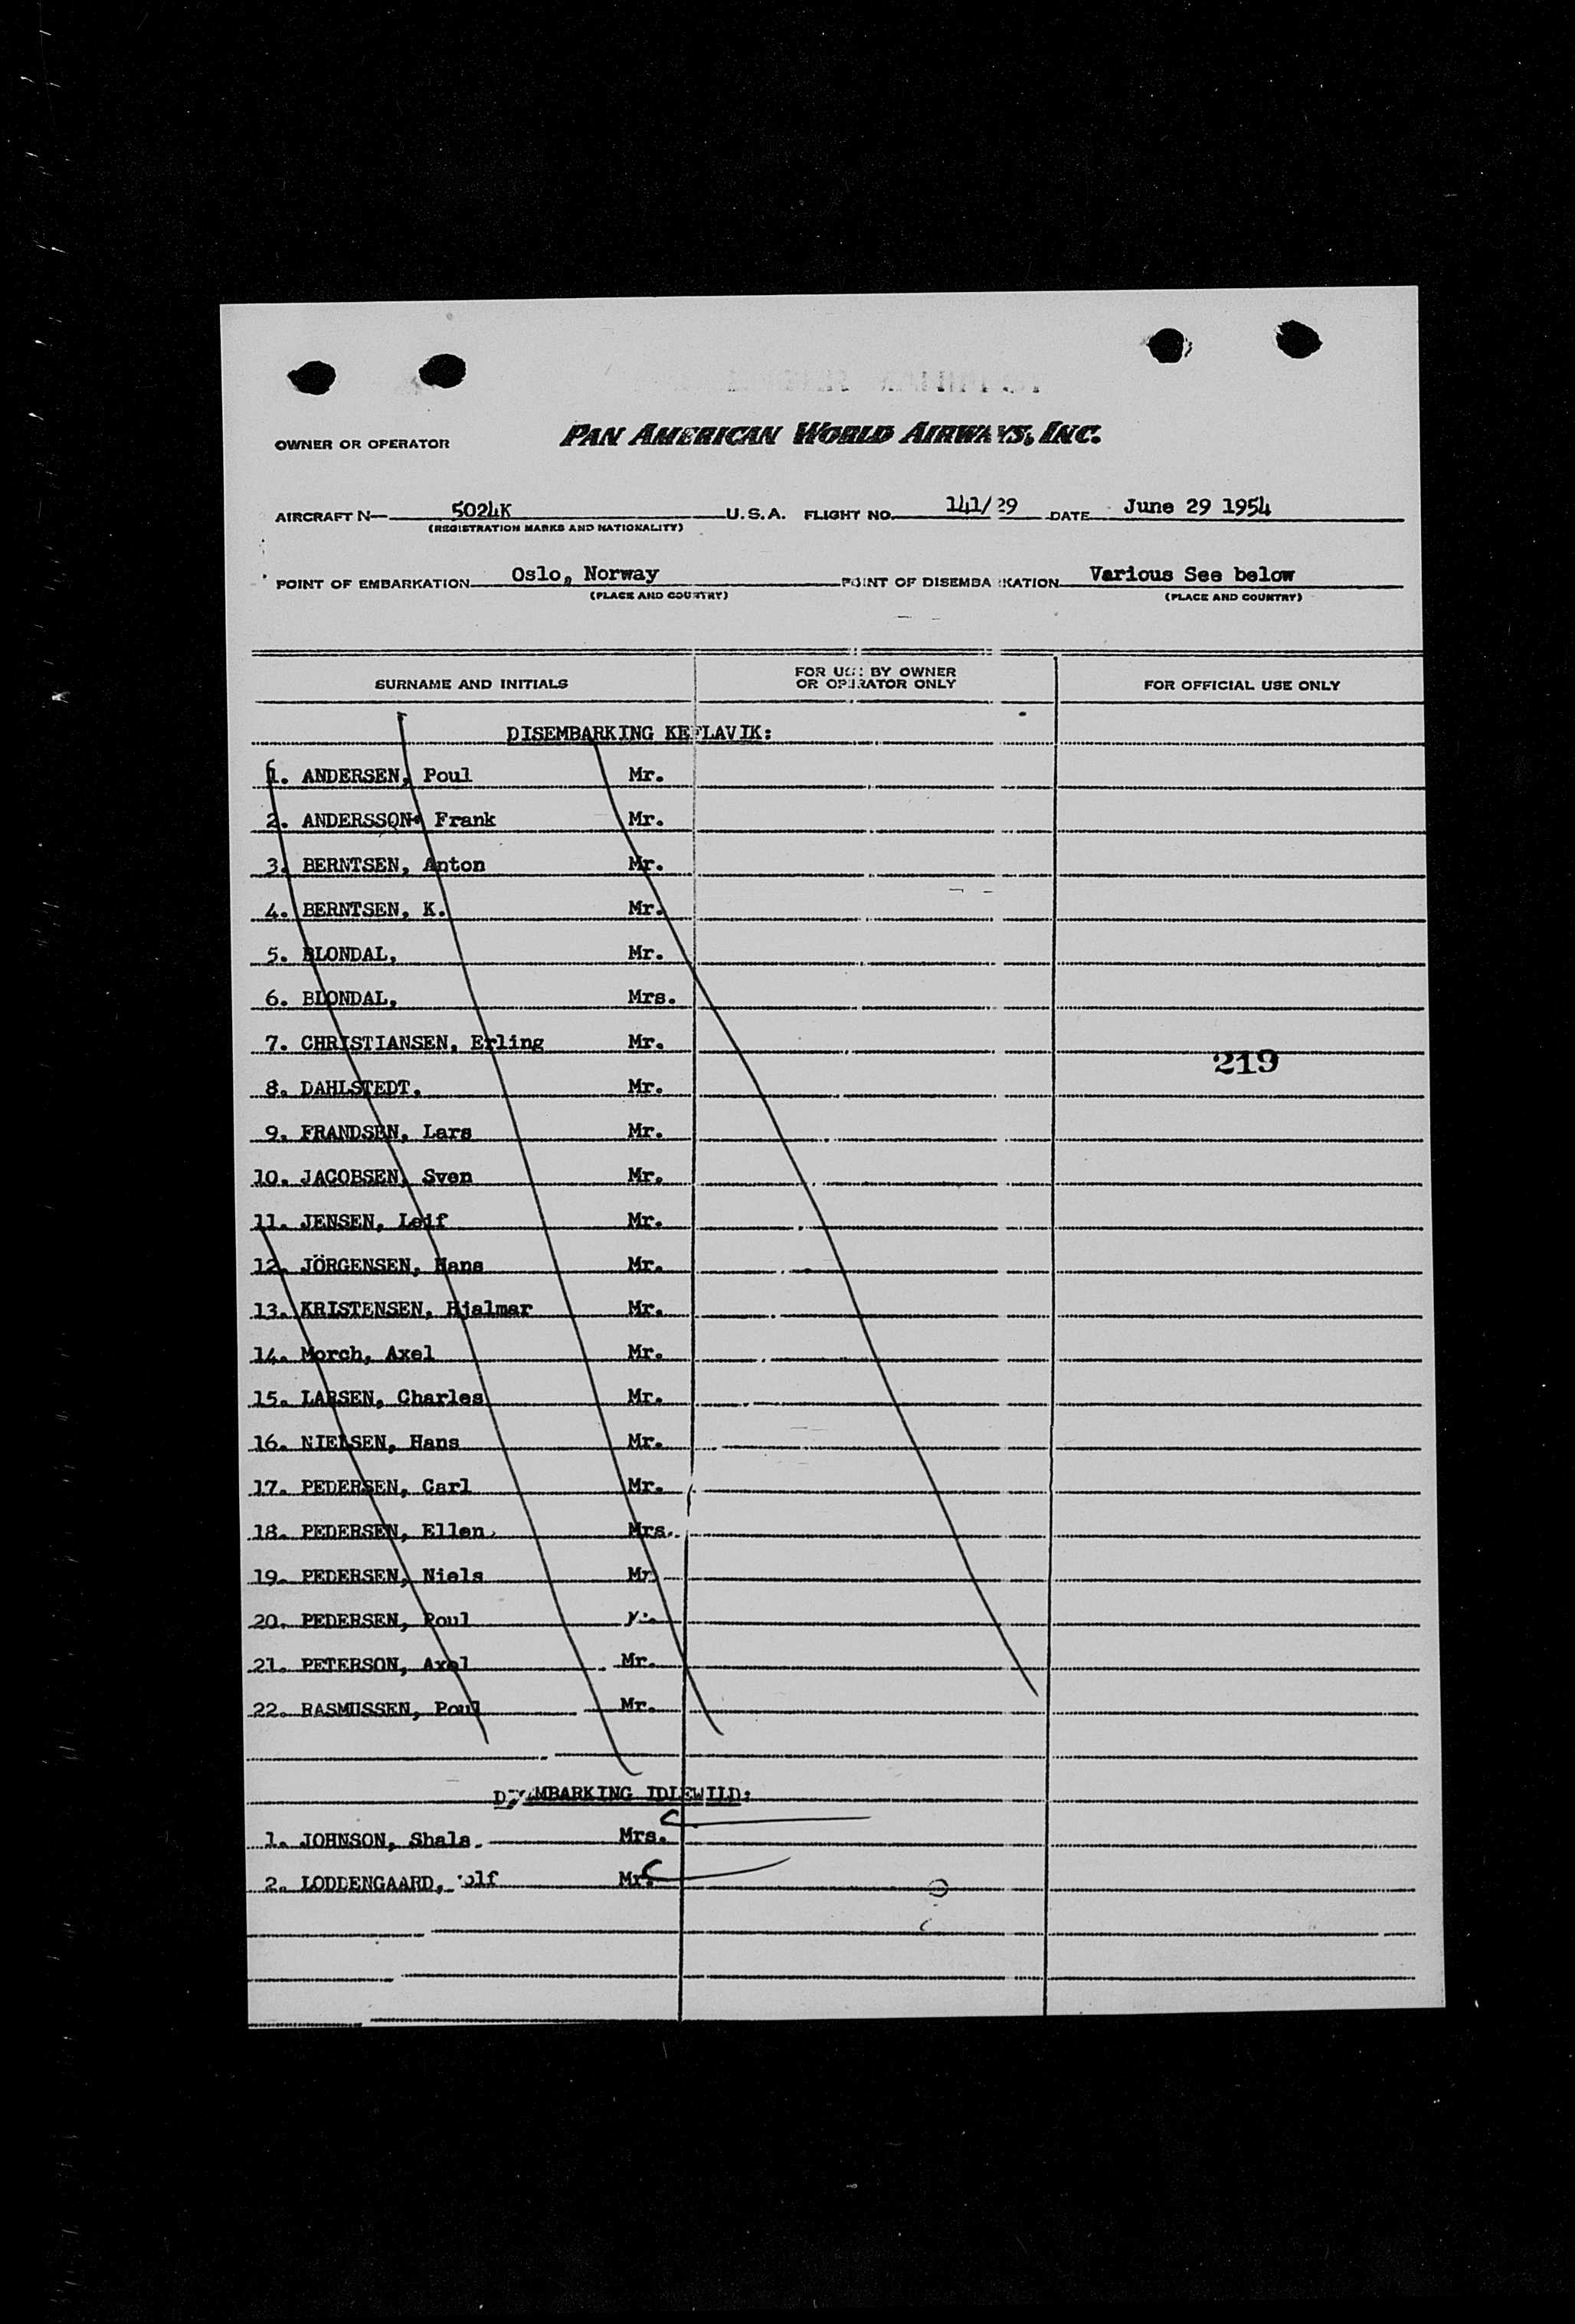 OWNER OR OPERATOR PAN AMERICAN WORLD AIRWAYS, INC.
AIRCRAFT N— 5024K U.S.A. FLIGHT NO. 141/29 DATE June 29 1954
(REGISTRATION MARKS AND NATIONALITY)
POINT OF EMBARKATION Oslo, Norway POINT OF DISEMBARKATION Various See below
(PLACE AND COUNTRY) (PLACE AND COUNTRY)
SURNAME AND INITIALS FOR USE BY OWNER OR OPERATOR ONLY FOR OFFICIAL USE ONLY
DISEMBARKING KEFLAVIK:
1. ANDERSEN, Poul Mr.
2. ANDERSSON. Frank Mr.
3. BERNTSEN, Anton Mr.
4. BERNTSEN, K. Mr.
5. BLONDAL, Mr.
6. BLONDAL, Mrs.
7. CHRISTIANSEN, Erling Mr.
219
8. DAHLSTEDT. Mr.
9. FRANDSEN, Lars Mr.
10. JACOBSEN, Sven Mr.
11. JENSEN, Leif Mr.
12. JÖRGENSEN, Hans Mr.
13. KRISTENSEN, Hjalmar Mr.
14. Morch, Axel Mr.
15. LARSEN, Charles Mr.
16. NIELSEN, Hans Mr.
17. PEDERSEN, Carl Mr.
18. PEDERSEN, Ellen. Mrs.
19. PEDERSEN, Niels Mr.
20. PEDERSEN, Poul
21. PETERSON, Axel Mr.
22. RASMUSSEN, Poul Mr.
DISEMBARKING IDLEWILD:
1. JOHNSON, Shala. Mrs.
2. LODDENGAARD, Mr.